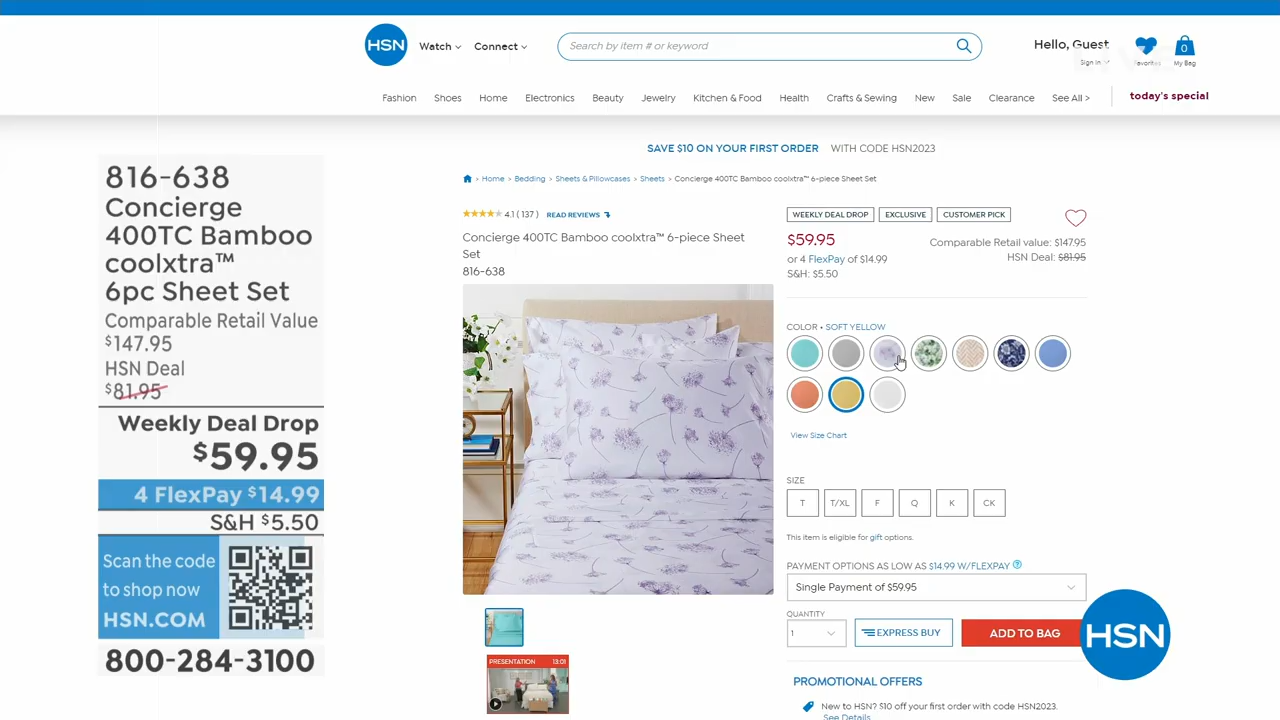 HSN
Watch
Connect
Search by item # or keyword
Hello, Guest
Sign In
Favorites
0
My Bag
Fashion
Shoes
Home
Electronics
Beauty
Jewelry
Kitchen & Food
Health
Crafts & Sewing
New
Sale
Clearance
See All >
today's special
SAVE $10 ON YOUR FIRST ORDER WITH CODE HSN2023
Home > Bedding > Sheets & Pillowcases > Sheets > Concierge 400TC Bamboo coolxtra™ 6-piece Sheet Set
816-638
Concierge
400TC Bamboo
coolxtra™
6pc Sheet Set
Comparable Retail Value
$147.95
HSN Deal
$81.95
Weekly Deal Drop
$59.95
4 FlexPay $14.99
S&H $5.50
Scan the code
to shop now
HSN.COM
800-284-3100
4.1 ( 137 ) READ REVIEWS
Concierge 400TC Bamboo coolxtra™ 6-piece Sheet
Set
816-638
PRESENTATION 13:01
WEEKLY DEAL DROP
EXCLUSIVE
CUSTOMER PICK
$59.95
Comparable Retail value: $147.95
or 4 FlexPay of $14.99
HSN Deal: $81.95
S&H: $5.50
COLOR • SOFT YELLOW
View Size Chart
SIZE
T
T/XL
F
Q
K
CK
This item is eligible for gift options.
PAYMENT OPTIONS AS LOW AS $14.99 W/FLEXPAY
Single Payment of $59.95
QUANTITY
1
EXPRESS BUY
ADD TO BAG
HSN
PROMOTIONAL OFFERS
New to HSN? $10 off your first order with code HSN2023.
See Details